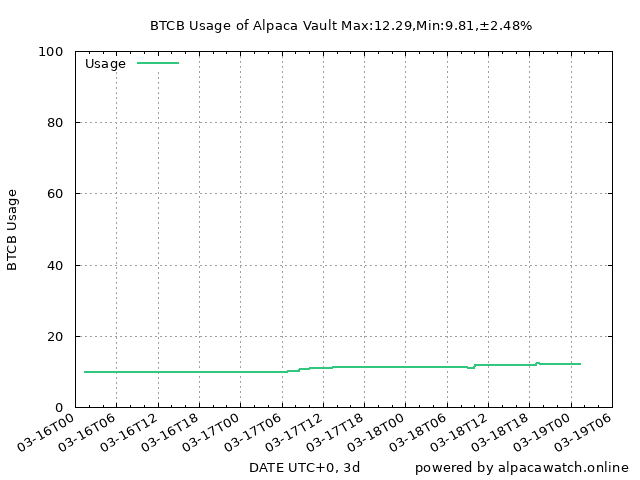 BTCB Usage of Alpaca Vault Max:12.29,Min:9.81,±2.48%
Usage
100
80
60
40
20
0
BTCB Usage
03-16T00
03-16T06
03-16T12
03-16T18
03-17T00
03-17T06
03-17T12
03-17T18
03-18T00
03-18T06
03-18T12
03-18T18
03-19T00
03-19T06
DATE UTC+0, 3d
powered by alpacawatch.online